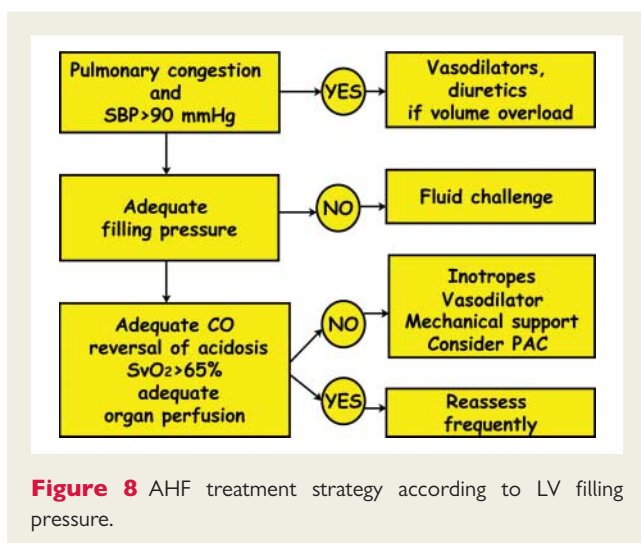 Pulmonary congestion
and
SBP>90 mmHg
YES
Vasodilators,
diuretics
if volume overload
Adequate
filling pressure
NO
Fluid challenge
Adequate CO
reversal of acidosis
SvO₂>65%
adequate
organ perfusion
NO
Inotropes
Vasodilator
Mechanical support
Consider PAC
YES
Reassess
frequently
Figure 8 AHF treatment strategy according to LV filling
pressure.